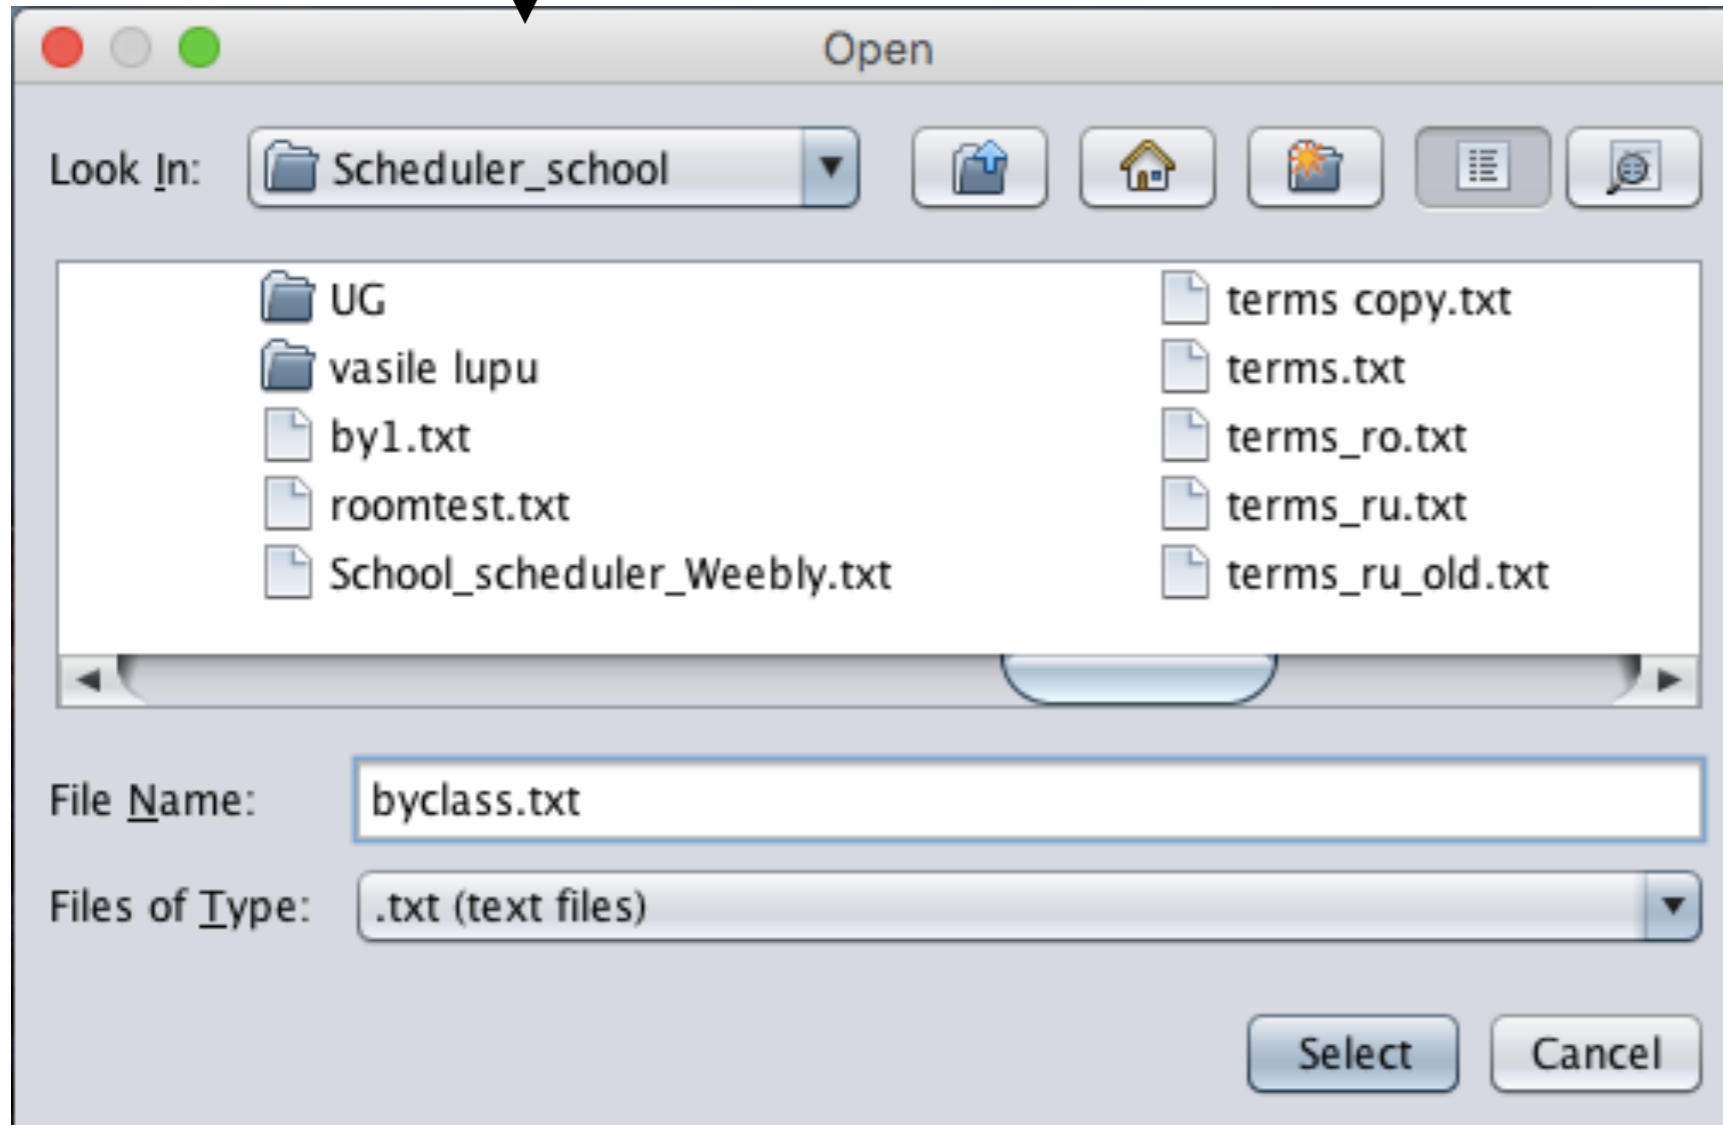 Open
Look In: Scheduler_school
UG
vasile lupu
by1.txt
roomtest.txt
School_scheduler_Weebly.txt
terms copy.txt
terms.txt
terms_ro.txt
terms_ru.txt
terms_ru_old.txt
File Name: byclass.txt
Files of Type: .txt (text files)
Select Cancel